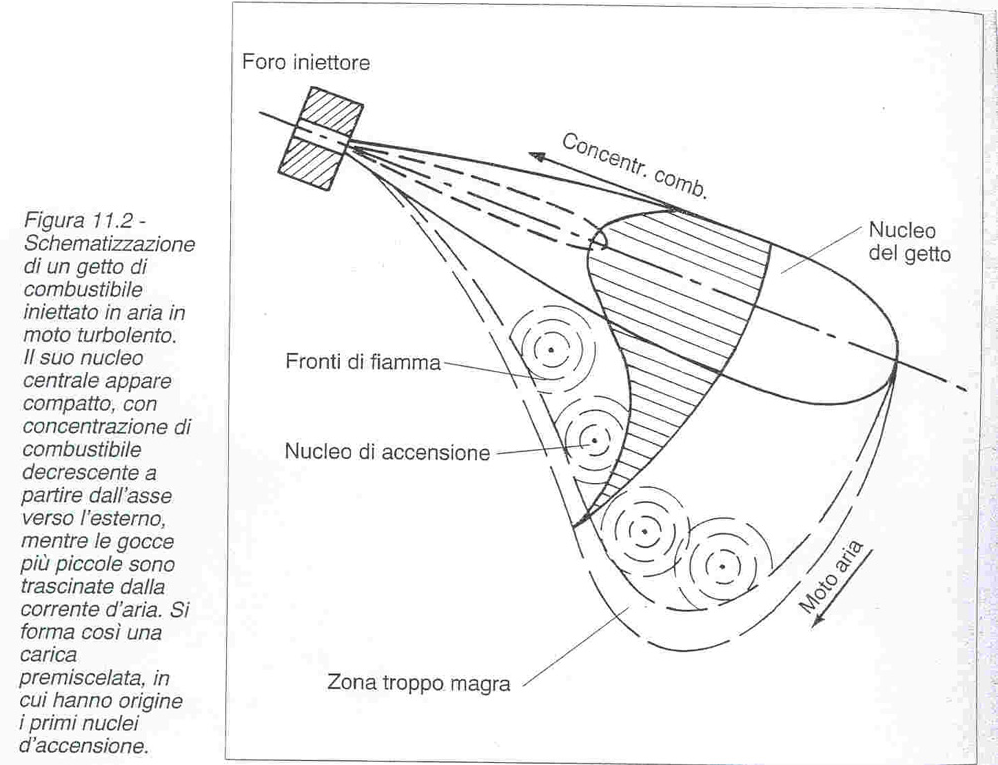 Figura 11.2 -
Schematizzazione
di un getto di
combustibile
iniettato in aria in
moto turbolento.
Il suo nucleo
centrale appare
compatto, con
concentrazione di
combustibile
decrescente a
partire dall'asse
verso l'esterno,
mentre le gocce
più piccole sono
trascinate dalla
corrente d'aria. Si
forma così una
carica
premiscelata, in
cui hanno origine
i primi nuclei
d'accensione.
Foro iniettore
Concentr. comb.
Nucleo
del getto
Fronti di fiamma
Nucleo di accensione
Moto aria
Zona troppo magra